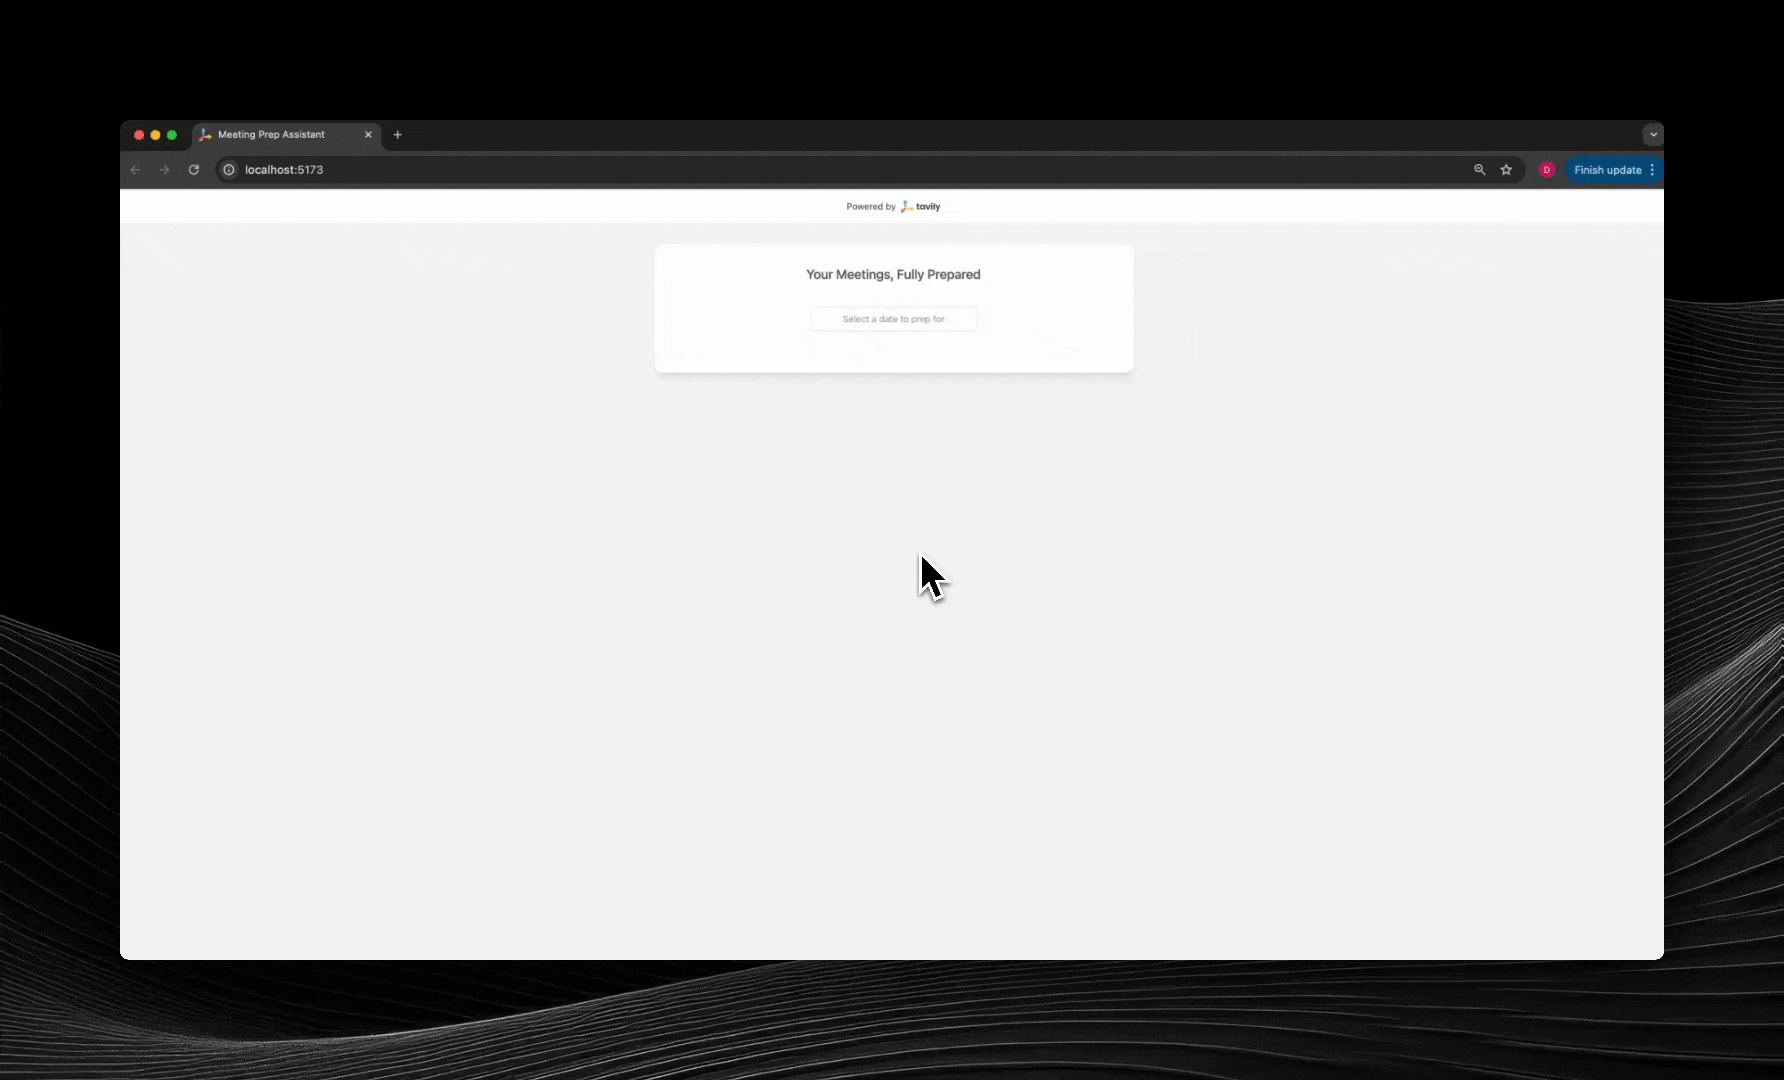 Meeting Prep Assistant
localhost:5173
D
Finish update
Powered by tavily
Your Meetings, Fully Prepared
Select a date to prep for